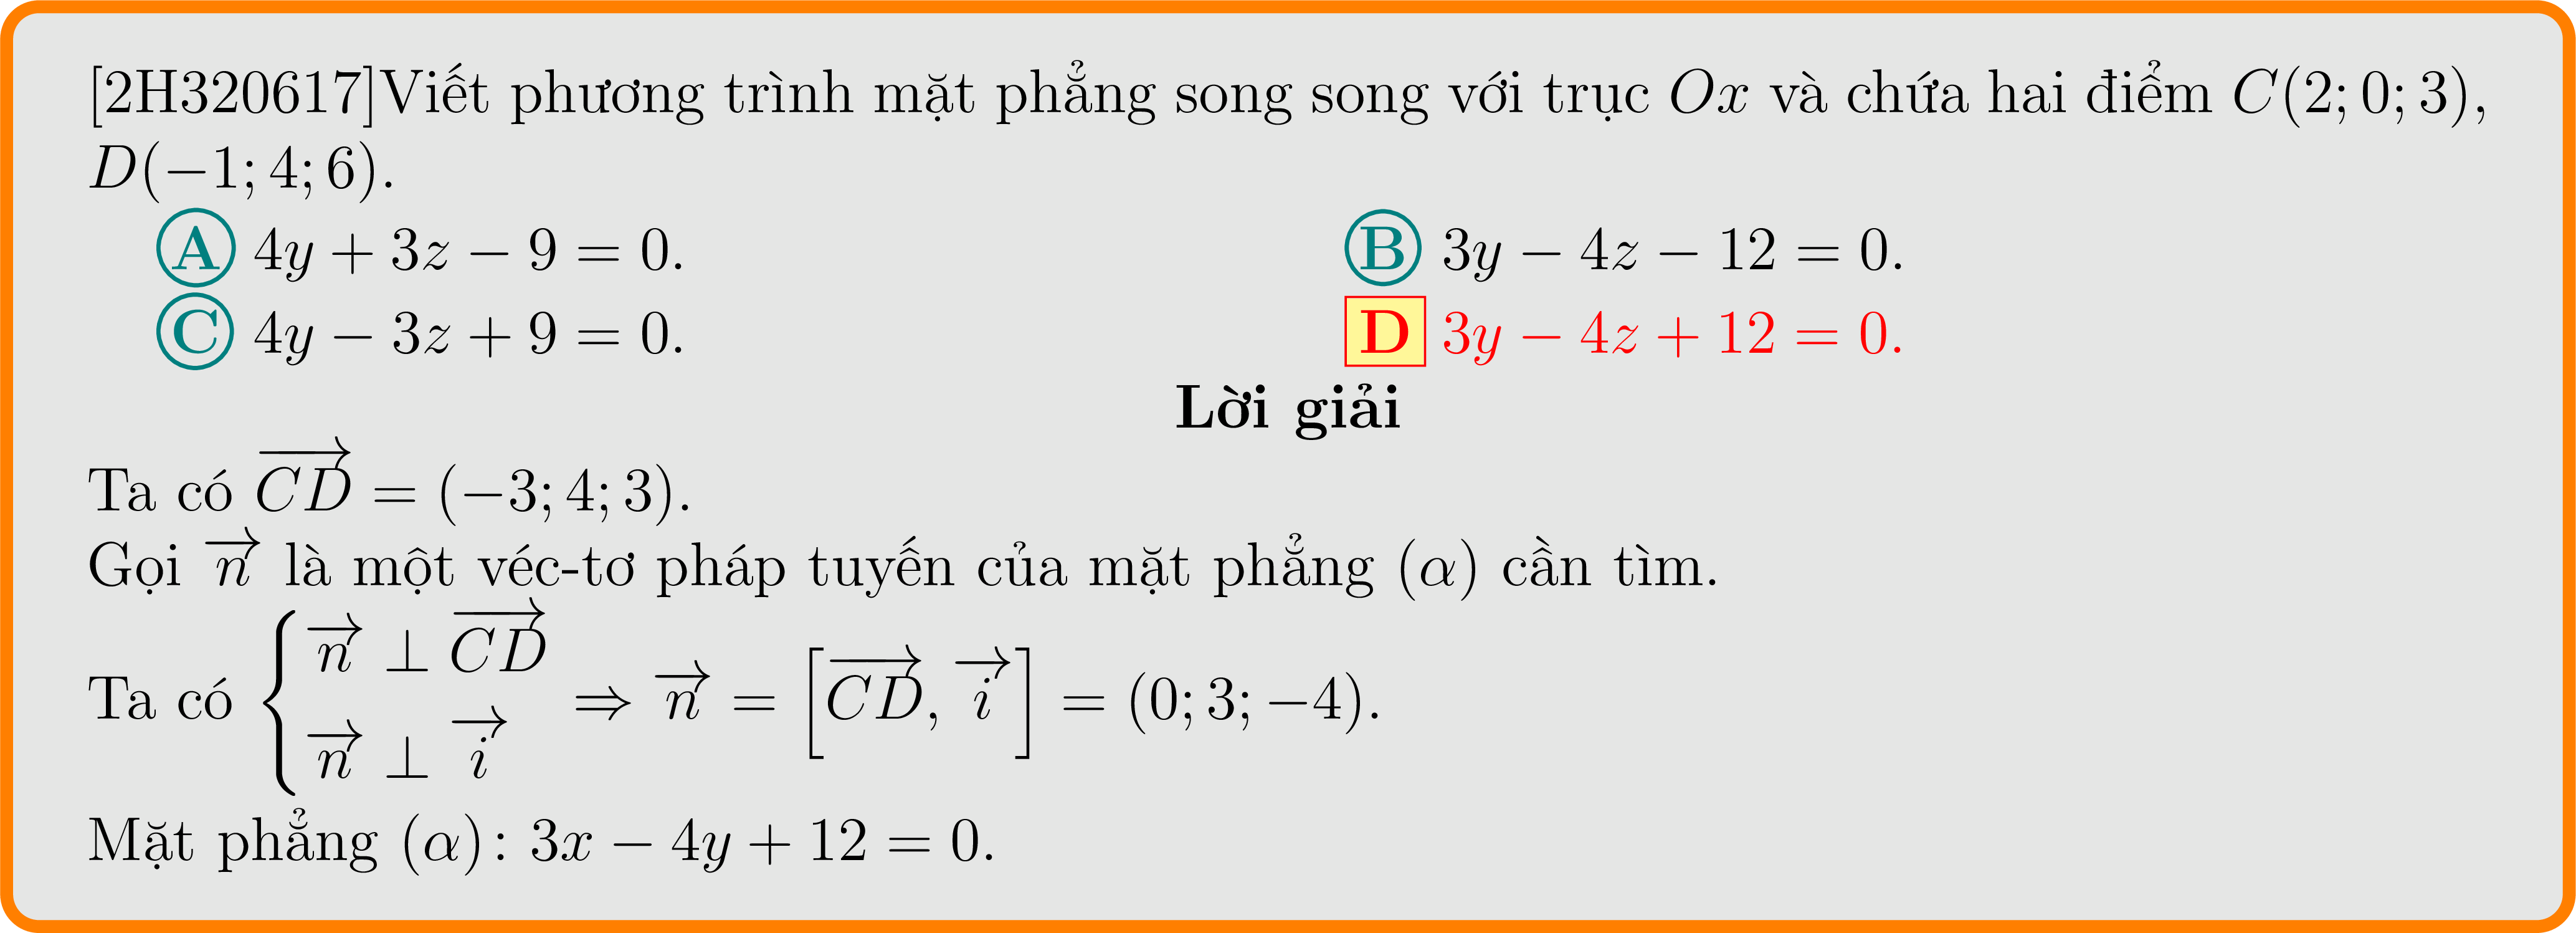 [2H320617]Viết phương trình mặt phẳng song song với trục Ox và chứa hai điểm C(2; 0; 3),
D(−1; 4; 6).
A 4y + 3z − 9 = 0. B 3y − 4z − 12 = 0.
C 4y − 3z + 9 = 0. D 3y − 4z + 12 = 0.
Lời giải
Ta có $\overrightarrow{CD}$ = (−3; 4; 3).
Gọi $\overrightarrow{n}$ là một véc-tơ pháp tuyến của mặt phẳng (α) cần tìm.
Ta có $\begin{cases} \overrightarrow{n} \perp \overrightarrow{CD} \\ \overrightarrow{n} \perp \overrightarrow{i} \end{cases} \Rightarrow \overrightarrow{n} = \left[\overrightarrow{CD}, \overrightarrow{i}\right]$ = (0; 3; −4).
Mặt phẳng (α): 3x − 4y + 12 = 0.